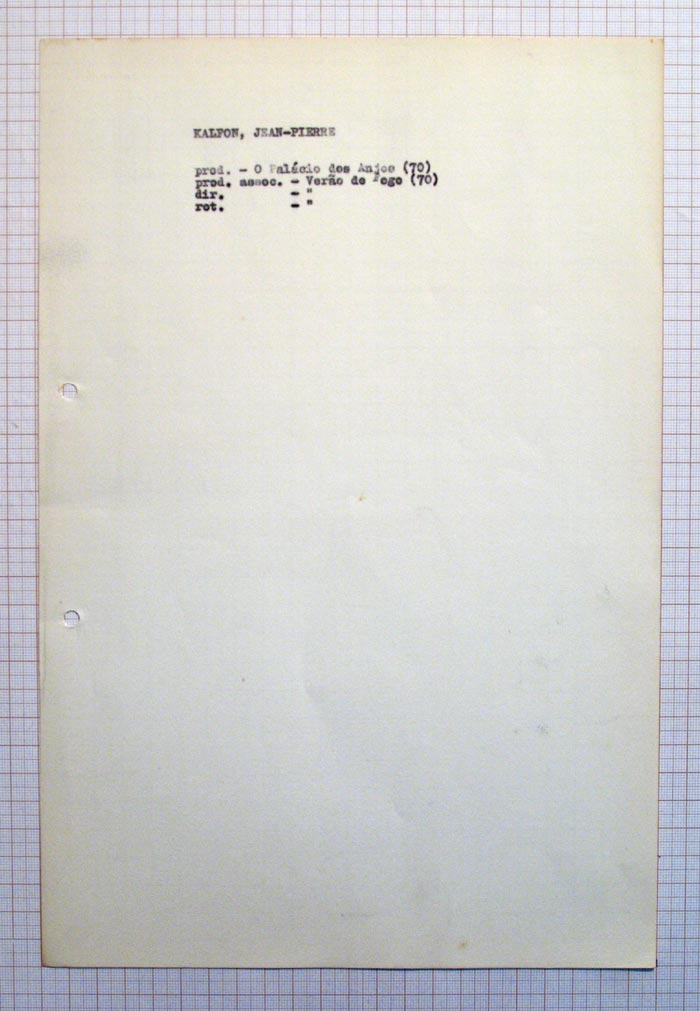 KALFON, JEAN-PIERRE
prod. - O Palácio dos Anjos (70)
prod. assoc. - Verão de Fogo (70)
dir. - "
rot. - "